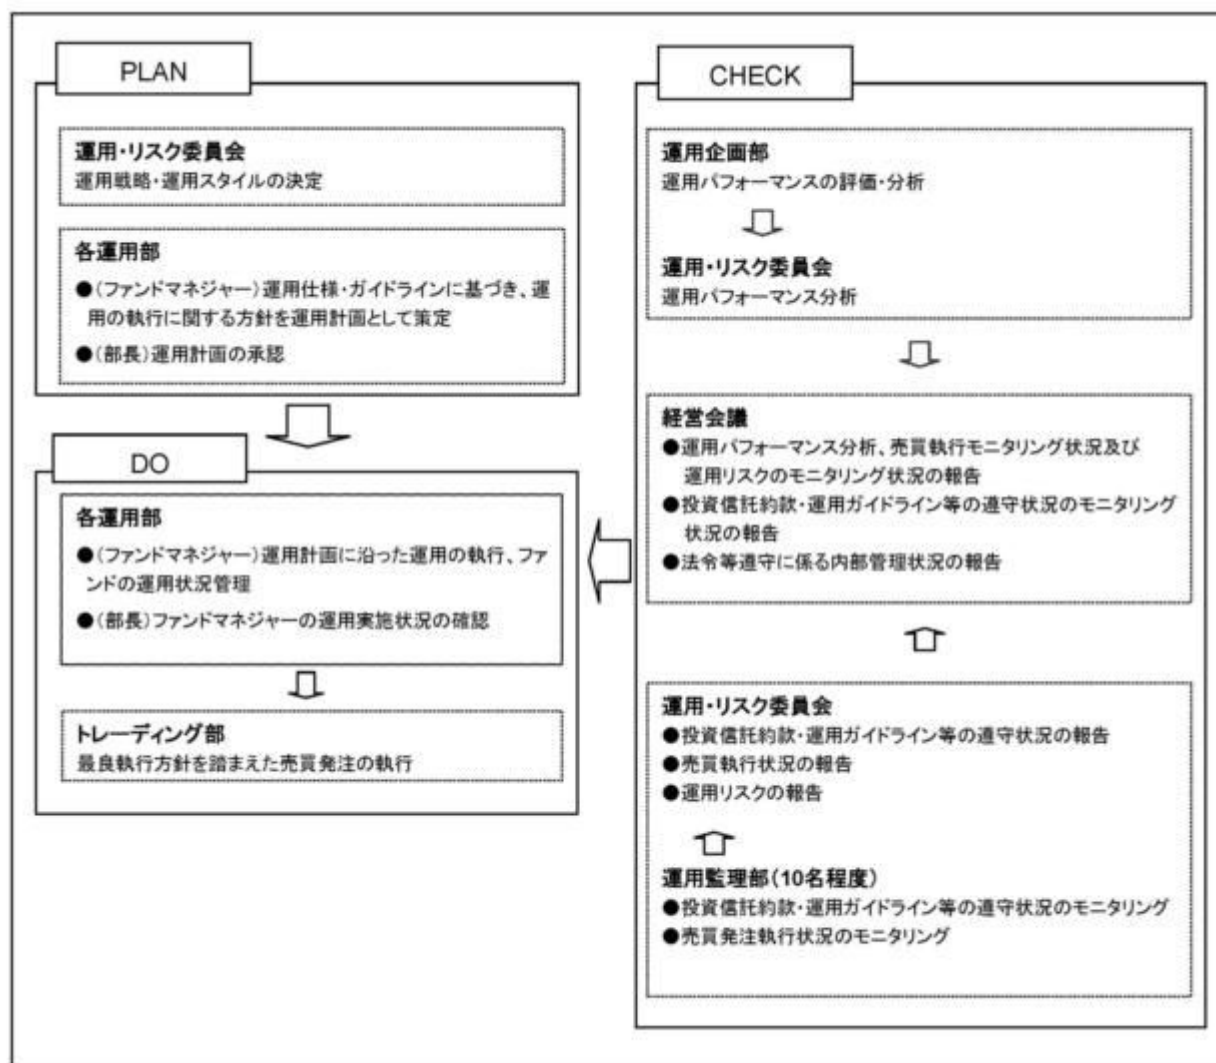 PLAN
運用・リスク委員会
運用戦略・運用スタイルの決定
各運用部
●(ファンドマネジャー)運用仕様・ガイドラインに基づき、運
用の執行に関する方針を運用計画として策定
●(部長)運用計画の承認
DO
各運用部
●(ファンドマネジャー)運用計画に沿った運用の執行、ファ
ンドの運用状況管理
●(部長)ファンドマネジャーの運用実施状況の確認
トレーディング部
最良執行方針を踏まえた売買発注の執行
CHECK
運用企画部
運用パフォーマンスの評価・分析
運用・リスク委員会
運用パフォーマンス分析
経営会議
●運用パフォーマンス分析、売買執行モニタリング状況及び
運用リスクのモニタリング状況の報告
●投資信託約款・運用ガイドライン等の遵守状況のモニタリング
状況の報告
●法令等遵守に係る内部管理状況の報告
運用・リスク委員会
●投資信託約款・運用ガイドライン等の遵守状況の報告
●売買執行状況の報告
●運用リスクの報告
運用監理部(10名程度)
●投資信託約款・運用ガイドライン等の遵守状況のモニタリング
●売買発注執行状況のモニタリング